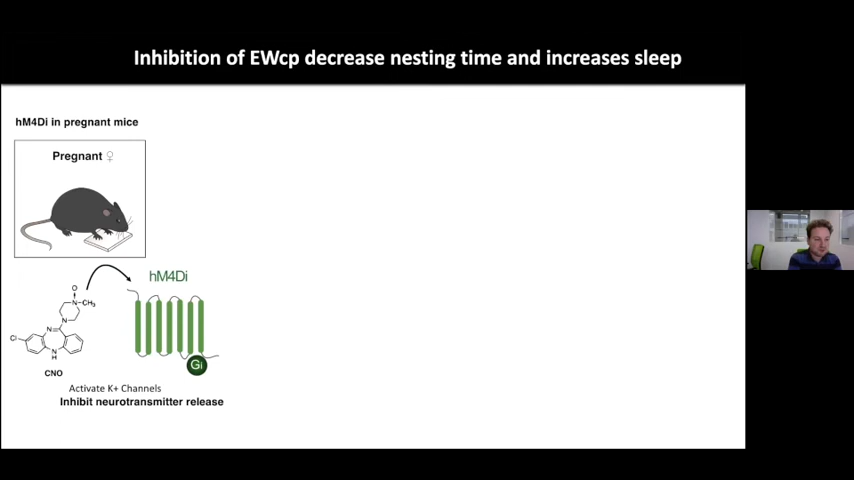 Inhibition of EWcp decrease nesting time and increases sleep
hM4Di in pregnant mice
Pregnant ♀
hM4Di
O
N
CH₃
N
Cl
N
N
H
Gi
CNO
Activate K+ Channels
Inhibit neurotransmitter release